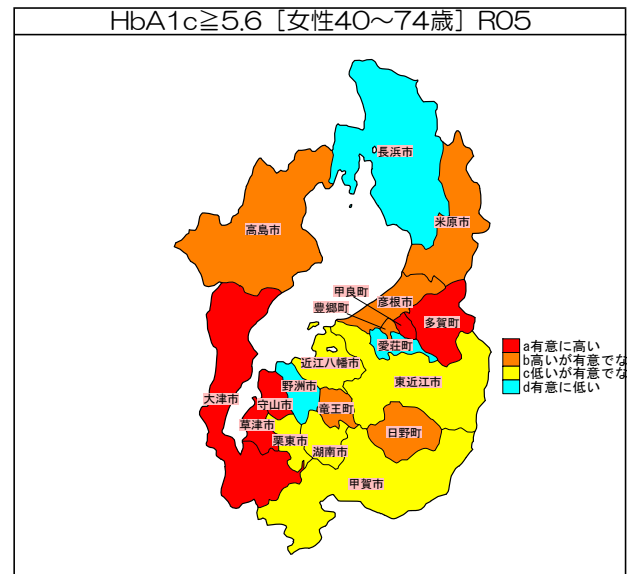 HbA1c≧5.6［女性40～74歳］R05
長浜市
米原市
高島市
甲良町
彦根市
豊郷町
多賀町
愛荘町
a有意に高い
b高いが有意でな
近江八幡市
c低いが有意でな
東近江市
d有意に低い
野洲市
大津市
守山市
竜王町
草津市
日野町
栗東市
湖南市
甲賀市